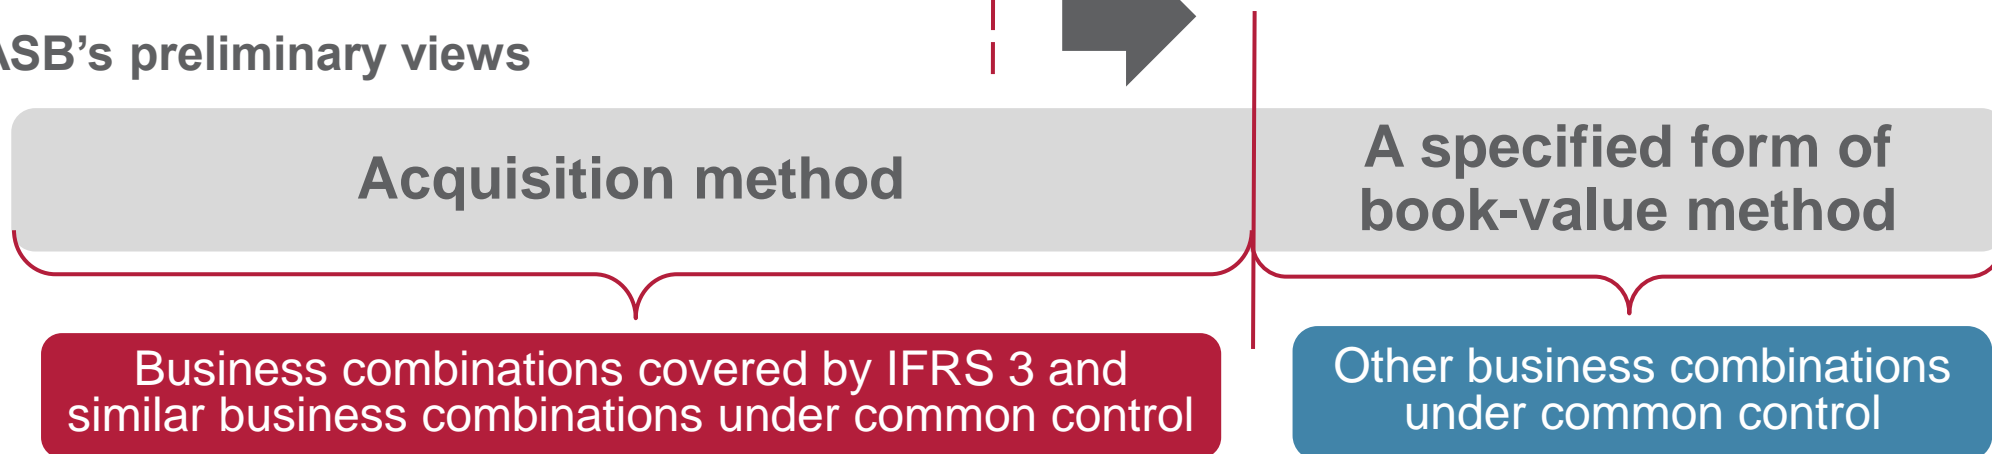 ASB's preliminary views
Acquisition method
A specified form of
book-value method
Business combinations covered by IFRS 3 and
similar business combinations under common control
Other business combinations
under common control